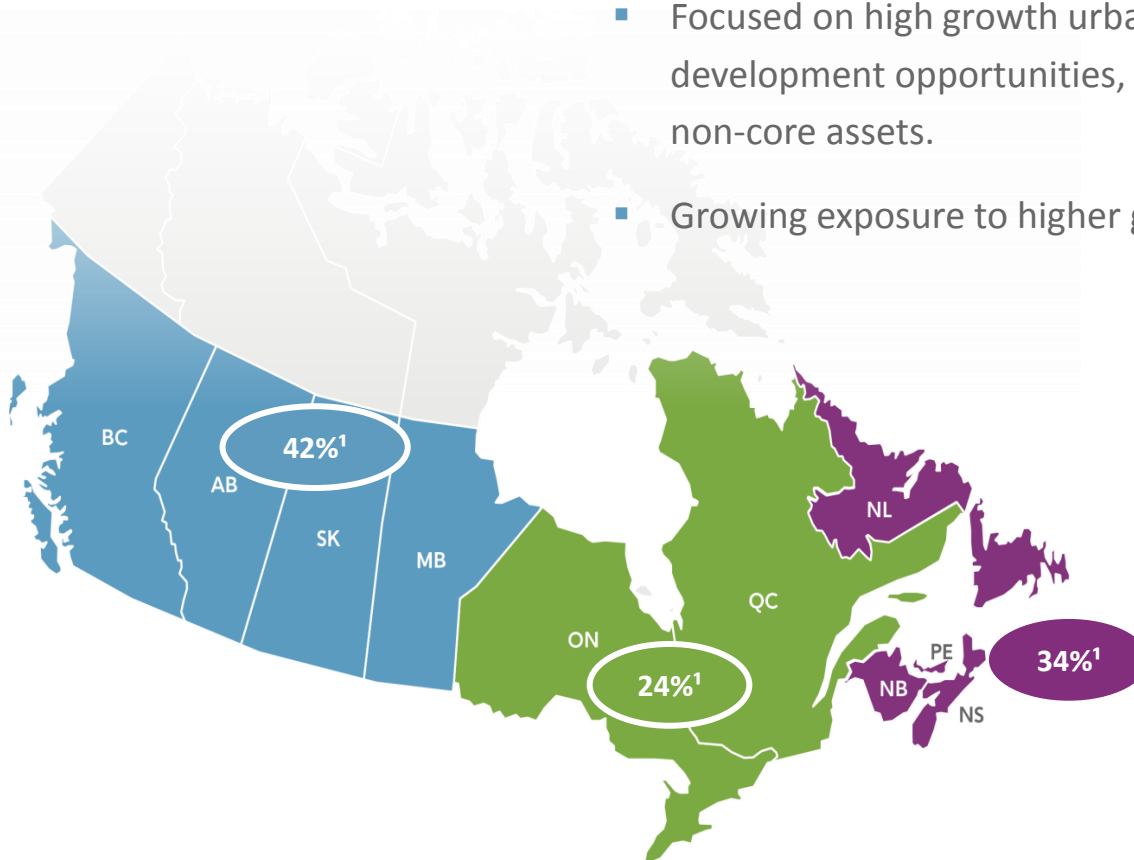 ▪ Focused on high growth urba
development opportunities,
non-core assets.
▪ Growing exposure to higher g
BC
42%¹
AB
SK
MB
NL
QC
ON
PE
34%¹
24%¹
NB
NS